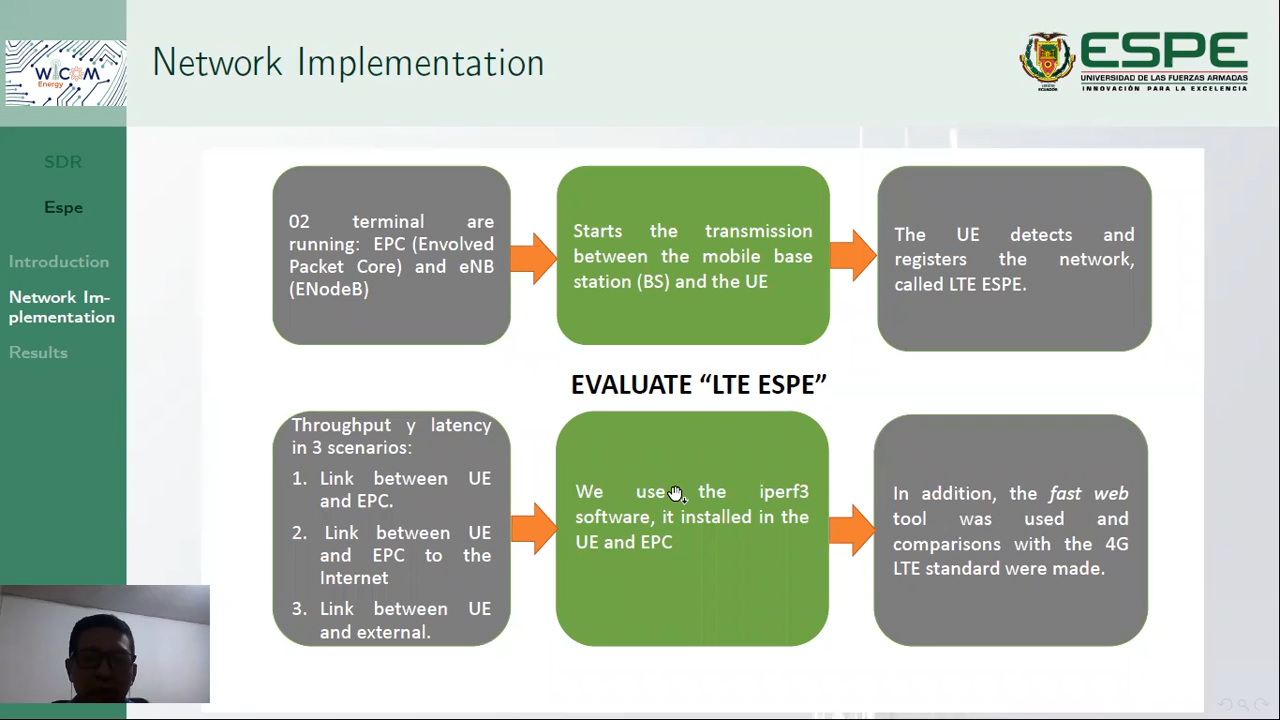 Network Implementation
WICOM
Energy
ESPE
UNIVERSIDAD DE LAS FUERZAS ARMADAS
INNOVACIÓN PARA LA EXCELENCIA
ECUADOR
SDR
Espe
Introduction
Network Im-
plementation
Results
02 terminal are
running: EPC (Envolved
Packet Core) and eNB
(ENodeB)
Starts the transmission
between the mobile base
station (BS) and the UE
The UE detects and
registers the network,
called LTE ESPE.
EVALUATE “LTE ESPE”
Throughput y latency
in 3 scenarios:
1. Link between UE
and EPC.
2. Link between UE
and EPC to the
Internet
3. Link between UE
and external.
We use the iperf3
software, it installed in the
UE and EPC
In addition, the fast web
tool was used and
comparisons with the 4G
LTE standard were made.